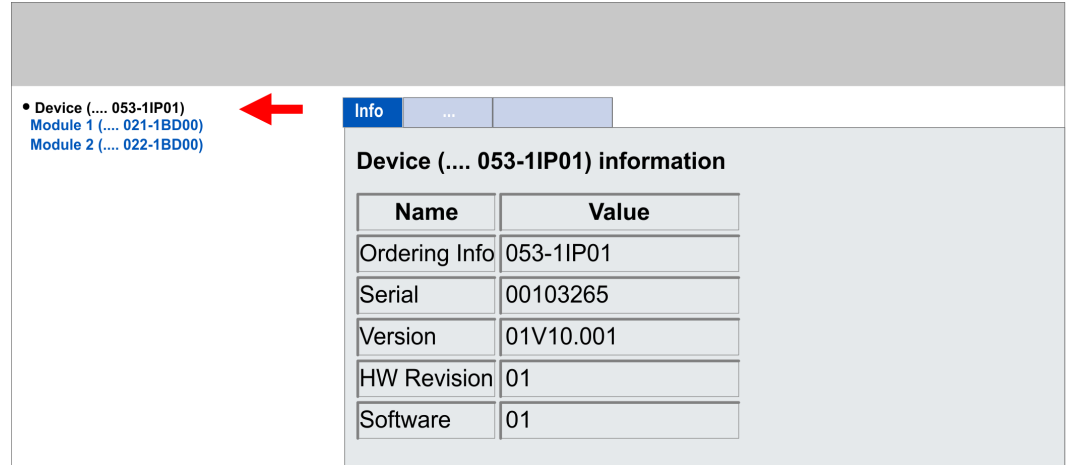 ● Device (.... 053-1IP01)
Module 1 (.... 021-1BD00)
Module 2 (.... 022-1BD00)
Info ...
Device (.... 053-1IP01) information
Name Value
Ordering Info 053-1IP01
Serial 00103265
Version 01V10.001
HW Revision 01
Software 01